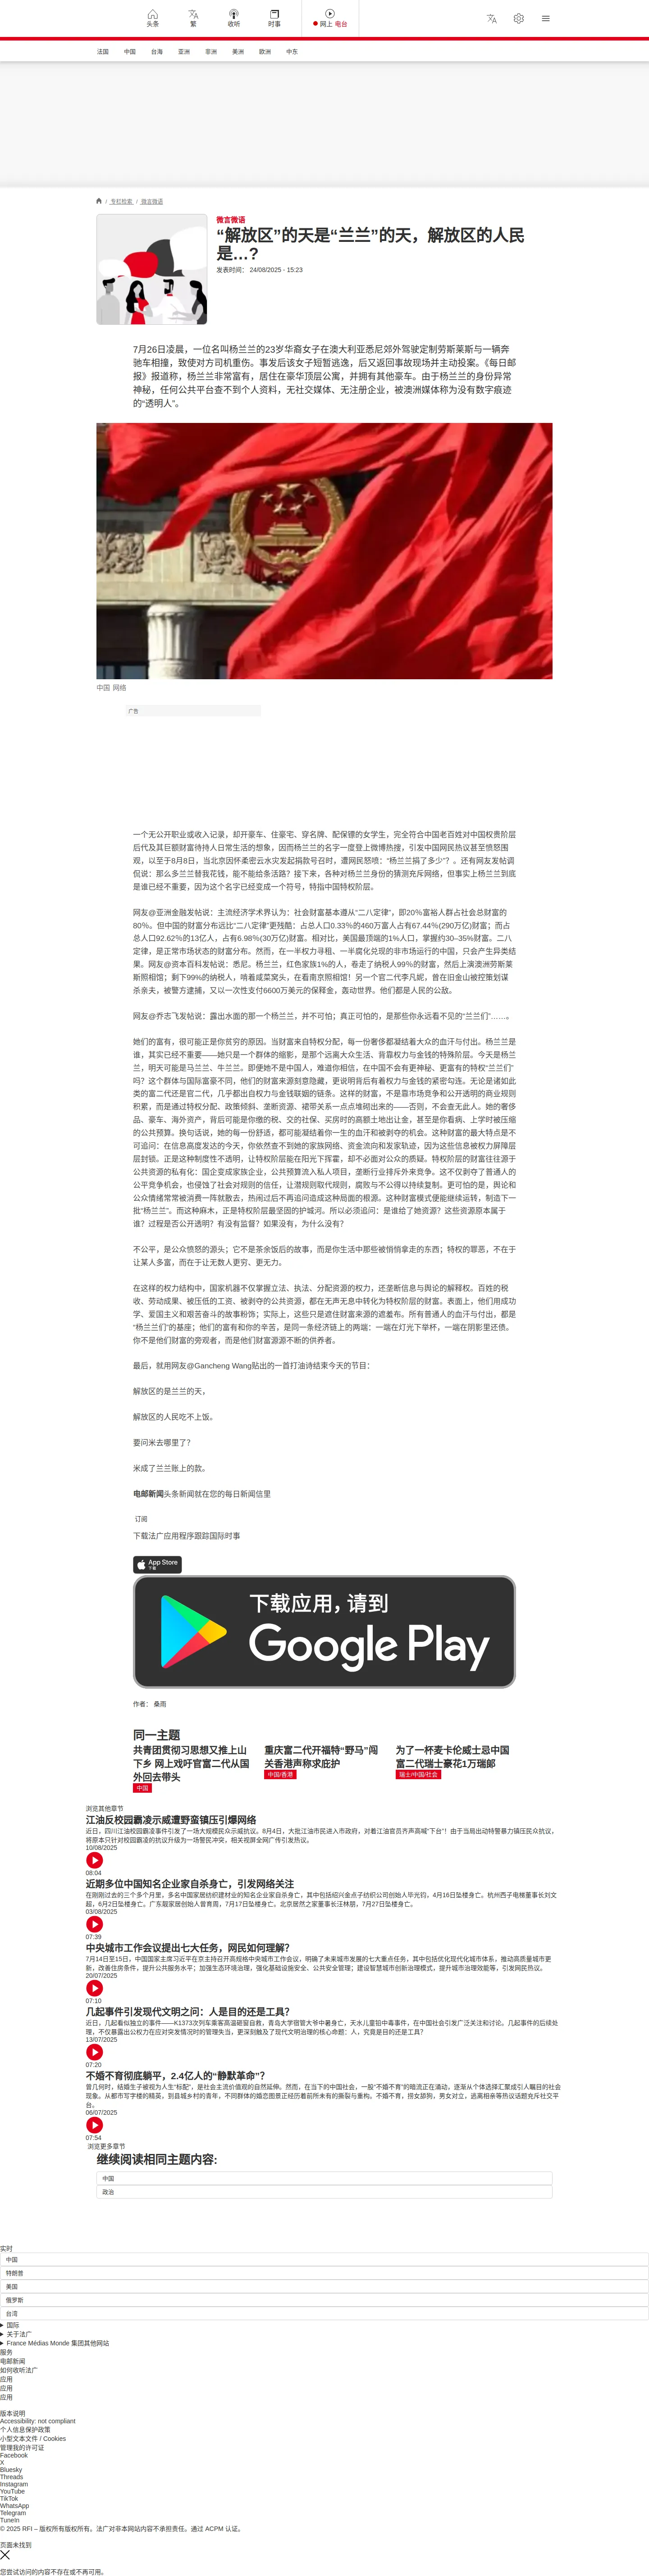 头条
繁
收听
时事
网上 电台
法国 中国 台海 亚洲 非洲 美洲 欧洲 中东
/ 专栏检索 / 微言微语
微言微语
“解放区”的天是“兰兰”的天，解放区的人民
是…?
发表时间： 24/08/2025 - 15:23
7月26日凌晨，一位名叫杨兰兰的23岁华裔女子在澳大利亚悉尼郊外驾驶定制劳斯莱斯与一辆奔
驰车相撞，致使对方司机重伤。事发后该女子短暂逃逸，后又返回事故现场并主动投案。《每日邮
报》报道称，杨兰兰非常富有，居住在豪华顶层公寓，并拥有其他豪车。由于杨兰兰的身份异常
神秘，任何公共平台查不到个人资料，无社交媒体、无注册企业，被澳洲媒体称为没有数字痕迹
的“透明人”。
中国 网络
广告
一个无公开职业或收入记录，却开豪车、住豪宅、穿名牌、配保镖的女学生，完全符合中国老百姓对中国权贵阶层
后代及其巨额财富待持人日常生活的想象，因而杨兰兰的名字一度登上微博热搜，引发中国网民热议甚至愤怒围
观，以至于8月8日，当北京因怀柔密云水灾发起捐款号召时，遭网民怒喷：“杨兰兰捐了多少”？。还有网友发帖调
侃说：那么多兰兰替我花钱，能不能给条活路？接下来，各种对杨兰兰身份的猜测充斥网络，但事实上杨兰兰到底
是谁已经不重要，因为这个名字已经变成一个符号，特指中国特权阶层。
网友@亚洲金融发帖说：主流经济学术界认为：社会财富基本遵从“二八定律”，即20％富裕人群占社会总财富的
80％。但中国的财富分布远比“二八定律”更残酷：占总人口0.33％的460万富人占有67.44％(290万亿)财富；而占
总人口92.62％的13亿人，占有6.98％(30万亿)财富。相对比，美国最顶端的1%人口，掌握约30–35%财富。二八
定律，是正常市场状态的财富分布。然而，在一半权力寻租、一半腐化兑现的非市场运行的中国，只会产生异类结
果。网友@资本百科发帖说：悉尼。杨兰兰，红色家族1%的人，卷走了纳税人99%的财富，然后上演澳洲劳斯莱
斯照相馆；剩下99%的纳税人，啃着咸菜窝头，在看南京照相馆！另一个官二代李凡妮，曾在旧金山被控策划谋
杀亲夫，被警方逮捕，又以一次性支付6600万美元的保释金，轰动世界。他们都是人民的公敌。
网友@乔志飞发帖说：露出水面的那一个杨兰兰，并不可怕；真正可怕的，是那些你永远看不见的“兰兰们”……。
她们的富有，很可能正是你贫穷的原因。当财富来自特权分配，每一份奢侈都凝结着大众的血汗与付出。杨兰兰是
谁，其实已经不重要——她只是一个群体的缩影，是那个远离大众生活、背靠权力与金钱的特殊阶层。今天是杨兰
兰，明天可能是马兰兰、牛兰兰。即便她不是中国人，难道你相信，在中国不会有更神秘、更富有的特权“兰兰们”
吗？这个群体与国际富豪不同，他们的财富来源刻意隐藏，更说明背后有着权力与金钱的紧密勾连。无论是诸如此
类的富二代还是官二代，几乎都出自权力与金钱联姻的链条。这样的财富，不是靠市场竞争和公开透明的商业规则
积累，而是通过特权分配、政策倾斜、垄断资源、裙带关系一点点堆砌出来的——否则，不会查无此人。她的奢侈
品、豪车、海外资产，背后可能是你缴的税、交的社保、买房时的高额土地出让金，甚至是你看病、上学时被压缩
的公共预算。换句话说，她的每一份舒适，都可能凝结着你一生的血汗和被剥夺的机会。这种财富的最大特点是不
可追问：在信息高度发达的今天，你依然查不到她的家族网络、资金流向和发家轨迹，因为这些信息被权力屏障层
层封锁。正是这种制度性不透明，让特权阶层能在阳光下挥霍，却不必面对公众的质疑。特权阶层的财富往往源于
公共资源的私有化：国企变成家族企业，公共预算流入私人项目，垄断行业排斥外来竞争。这不仅剥夺了普通人的
公平竞争机会，也侵蚀了社会对规则的信任，让潜规则取代规则，腐败与不公得以持续复制。更可怕的是，舆论和
公众情绪常常被消费一阵就散去，热闹过后不再追问造成这种局面的根源。这种财富模式便能继续运转，制造下一
批“杨兰兰”。而这种麻木，正是特权阶层最坚固的护城河。所以必须追问：是谁给了她资源？这些资源原本属于
谁？过程是否公开透明？有没有监督？如果没有，为什么没有？
不公平，是公众愤怒的源头；它不是茶余饭后的故事，而是你生活中那些被悄悄拿走的东西；特权的罪恶，不在于
让某人多富，而在于让无数人更穷、更无力。
在这样的权力结构中，国家机器不仅掌握立法、执法、分配资源的权力，还垄断信息与舆论的解释权。百姓的税
收、劳动成果、被压低的工资、被剥夺的公共资源，都在无声无息中转化为特权阶层的财富。表面上，他们用成功
学、爱国主义和艰苦奋斗的故事粉饰；实际上，这些只是遮住财富来源的遮羞布。所有普通人的血汗与付出，都是
“杨兰兰们”的基座；他们的富有和你的辛苦，是同一条经济链上的两端：一端在灯光下举杯，一端在阴影里还债。
你不是他们财富的旁观者，而是他们财富源源不断的供养者。
最后，就用网友@Gancheng Wang贴出的一首打油诗结束今天的节目：
解放区的是兰兰的天，
解放区的人民吃不上饭。
要问米去哪里了？
米成了兰兰账上的款。
电邮新闻头条新闻就在您的每日新闻信里
订阅
下载法广应用程序跟踪国际时事
App Store
下载
下载应用，请到
Google Play
作者： 桑雨
同一主题
共青团贯彻习思想又推上山
下乡 网上戏吁官富二代从国
外回去带头
中国
重庆富二代开福特“野马”闯
关香港声称求庇护
中国/香港
为了一杯麦卡伦威士忌中国
富二代瑞士豪花1万瑞郞
瑞士/中国/社会
浏览其他章节
江油反校园霸凌示威遭野蛮镇压引爆网络
近日，四川江油校园霸凌事件引发了一场大规模民众示威抗议。8月4日，大批江油市民进入市政府，对着江油官员齐声高喊“下台”！由于当局出动特警暴力镇压民众抗议，
将原本只针对校园霸凌的抗议升级为一场警民冲突，相关视屏全网广传引发热议。
10/08/2025
08:04
近期多位中国知名企业家自杀身亡，引发网络关注
在刚刚过去的三个多个月里，多名中国家居纺织建材业的知名企业家自杀身亡，其中包括绍兴金点子纺织公司创始人毕光钧，4月16日坠楼身亡。杭州西子电梯董事长刘文
超，6月2日坠楼身亡。广东靓家居创始人曾育周，7月17日坠楼身亡。北京居然之家董事长汪林朋，7月27日坠楼身亡。
03/08/2025
07:39
中央城市工作会议提出七大任务，网民如何理解？
7月14日至15日，中国国家主席习近平在京主持召开高规格中央城市工作会议，明确了未来城市发展的七大重点任务，其中包括优化现代化城市体系，推动高质量城市更
新，改善住房条件，提升公共服务水平；加强生态环境治理，强化基础设施安全、公共安全管理；建设智慧城市创新治理模式，提升城市治理效能等，引发网民热议。
20/07/2025
07:10
几起事件引发现代文明之问：人是目的还是工具？
近日，几起看似独立的事件——K1373次列车乘客高温砸窗自救，青岛大学宿管大爷中暑身亡，天水儿童铅中毒事件，在中国社会引发广泛关注和讨论。几起事件的后续处
理，不仅暴露出公权力在应对突发情况时的管理失当，更深刻触及了现代文明治理的核心命题：人，究竟是目的还是工具？
13/07/2025
07:20
不婚不育彻底躺平，2.4亿人的“静默革命”？
曾几何时，结婚生子被视为人生“标配”，是社会主流价值观的自然延伸。然而，在当下的中国社会，一股“不婚不育”的暗流正在涌动，逐渐从个体选择汇聚成引人瞩目的社会
现象。从都市写字楼的精英，到县城乡村的青年，不同群体的婚恋图景正经历着前所未有的撕裂与重构。不婚不育，捞女舔狗，男女对立，逃离相亲等热议话题充斥社交平
台。
06/07/2025
07:54
浏览更多章节
继续阅读相同主题内容:
中国
政治
实时
中国
特朗普
美国
俄罗斯
台湾
国际
关于法广
France Médias Monde 集团其他网站
服务
电邮新闻
如何收听法广
应用
应用
应用
版本说明
Accessibility: not compliant
个人信息保护政策
小型文本文件 / Cookies
管理我的许可证
Facebook
X
Bluesky
Threads
Instagram
YouTube
TikTok
WhatsApp
Telegram
TuneIn
© 2025 RFI – 版权所有版权所有。法广对非本网站内容不承担责任。通过 ACPM 认证。
页面未找到
您尝试访问的内容不存在或不再可用。